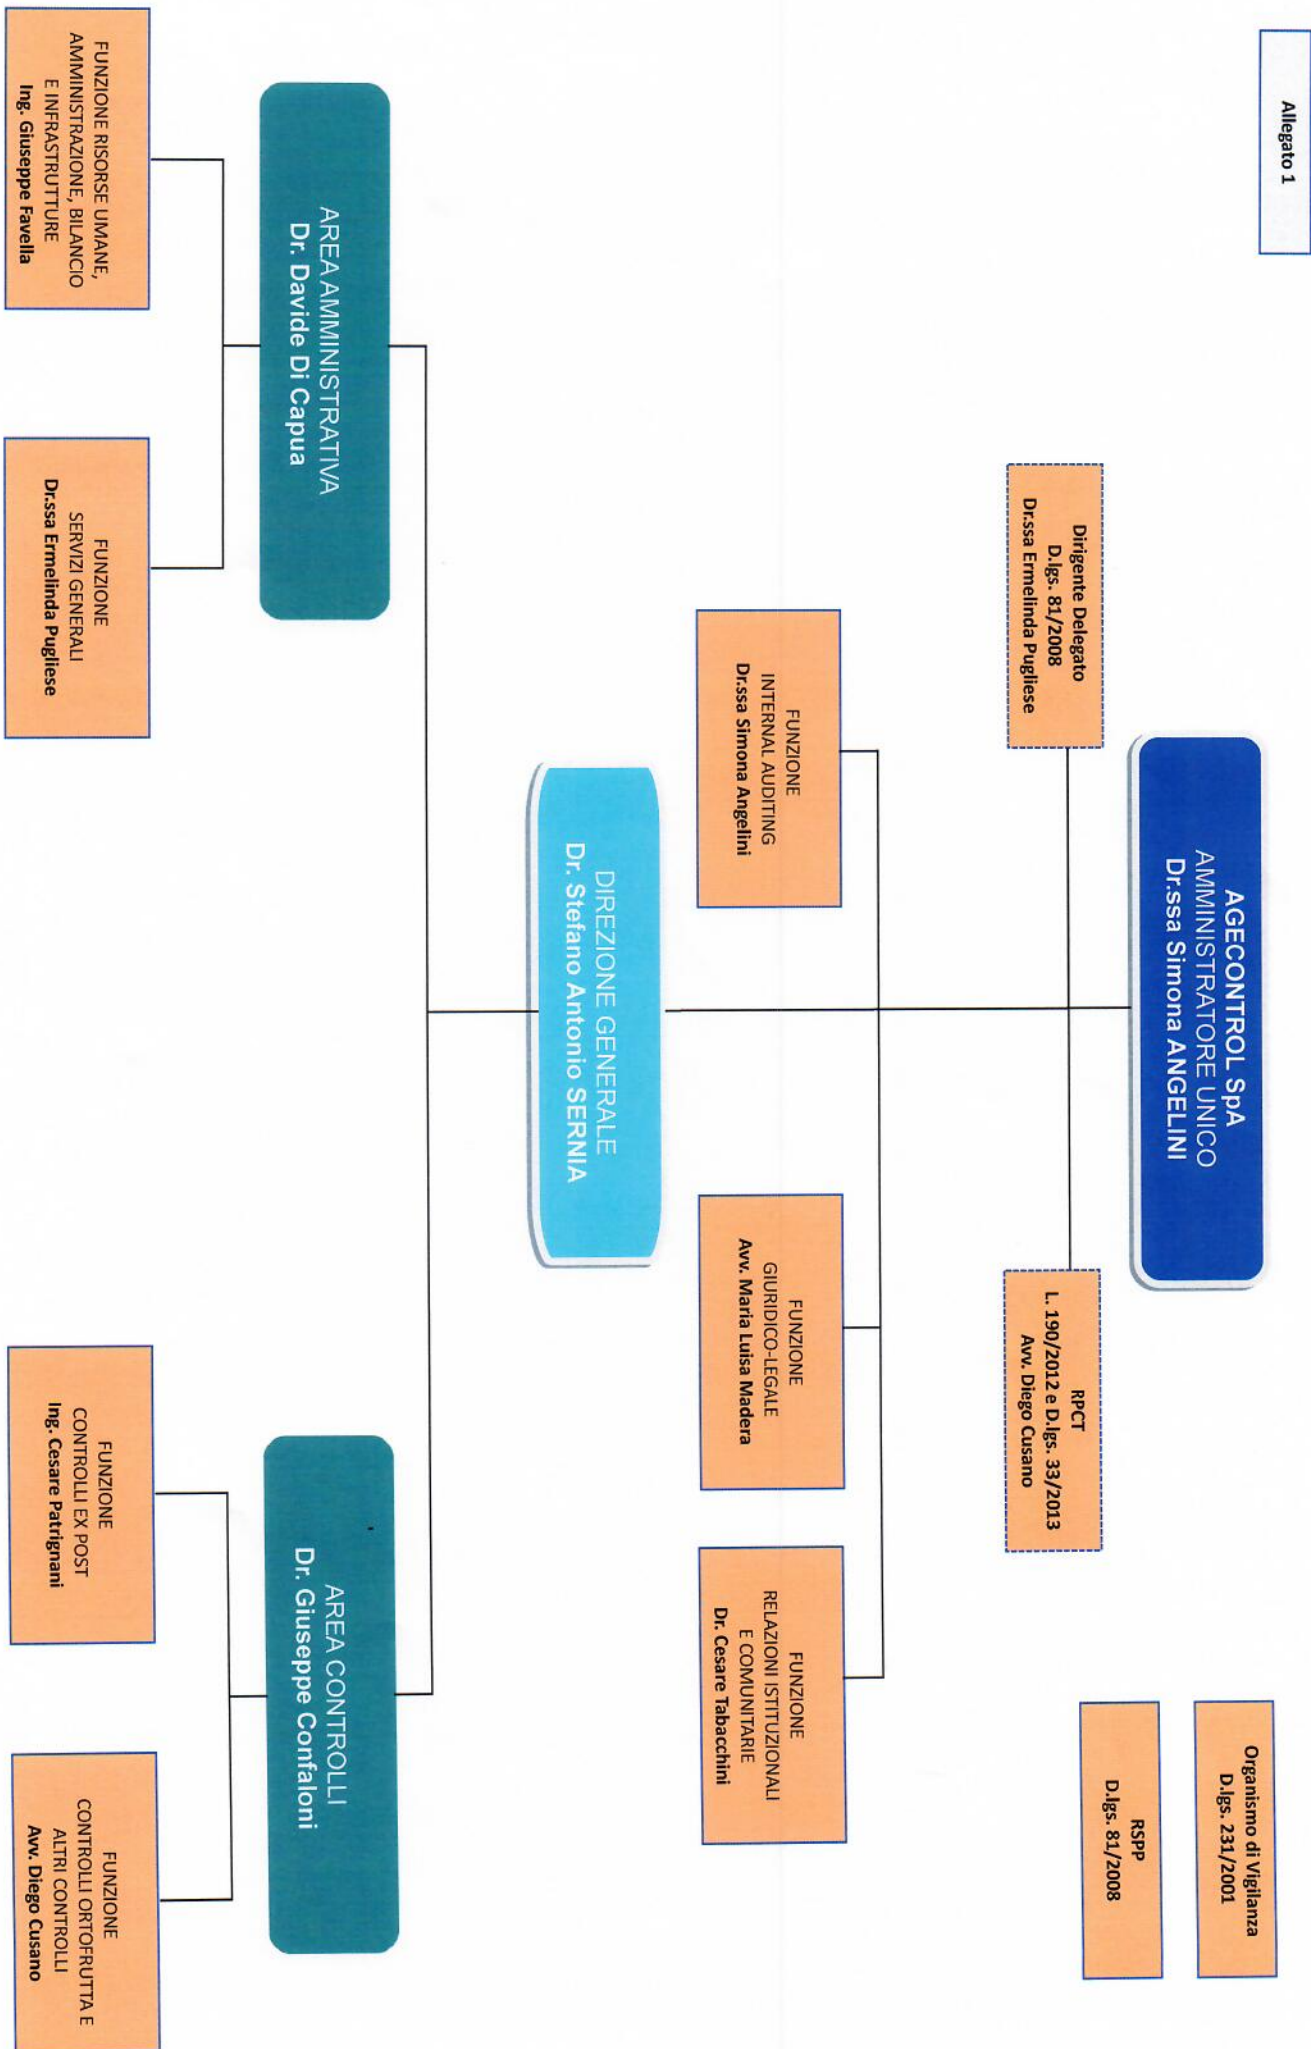 Allegato 1
AGECONTROL SpA
AMMINISTRATORE UNICO
Dr.ssa Simona ANGELINI
Organismo di Vigilanza
D.lgs. 231/2001
RSPP
D.lgs. 81/2008
Dirigente Delegato
D.lgs. 81/2008
Dr.ssa Ermelinda Pugliese
RPCT
L. 190/2012 e D.lgs. 33/2013
Avv. Diego Cusano
FUNZIONE
INTERNAL AUDITING
Dr.ssa Simona Angelini
FUNZIONE
GIURIDICO-LEGALE
Avv. Maria Luisa Madera
FUNZIONE
RELAZIONI ISTITUZIONALI
E COMUNITARIE
Dr. Cesare Tabacchini
DIREZIONE GENERALE
Dr. Stefano Antonio SERNIA
AREA AMMINISTRATIVA
Dr. Davide Di Capua
AREA CONTROLLI
Dr. Giuseppe Confaloni
FUNZIONE RISORSE UMANE,
AMMINISTRAZIONE, BILANCIO
E INFRASTRUTTURE
Ing. Giuseppe Favella
FUNZIONE
SERVIZI GENERALI
Dr.ssa Ermelinda Pugliese
FUNZIONE
CONTROLLI EX POST
Ing. Cesare Patrignani
FUNZIONE
CONTROLLI ORTOFRUTTA E
ALTRI CONTROLLI
Avv. Diego Cusano